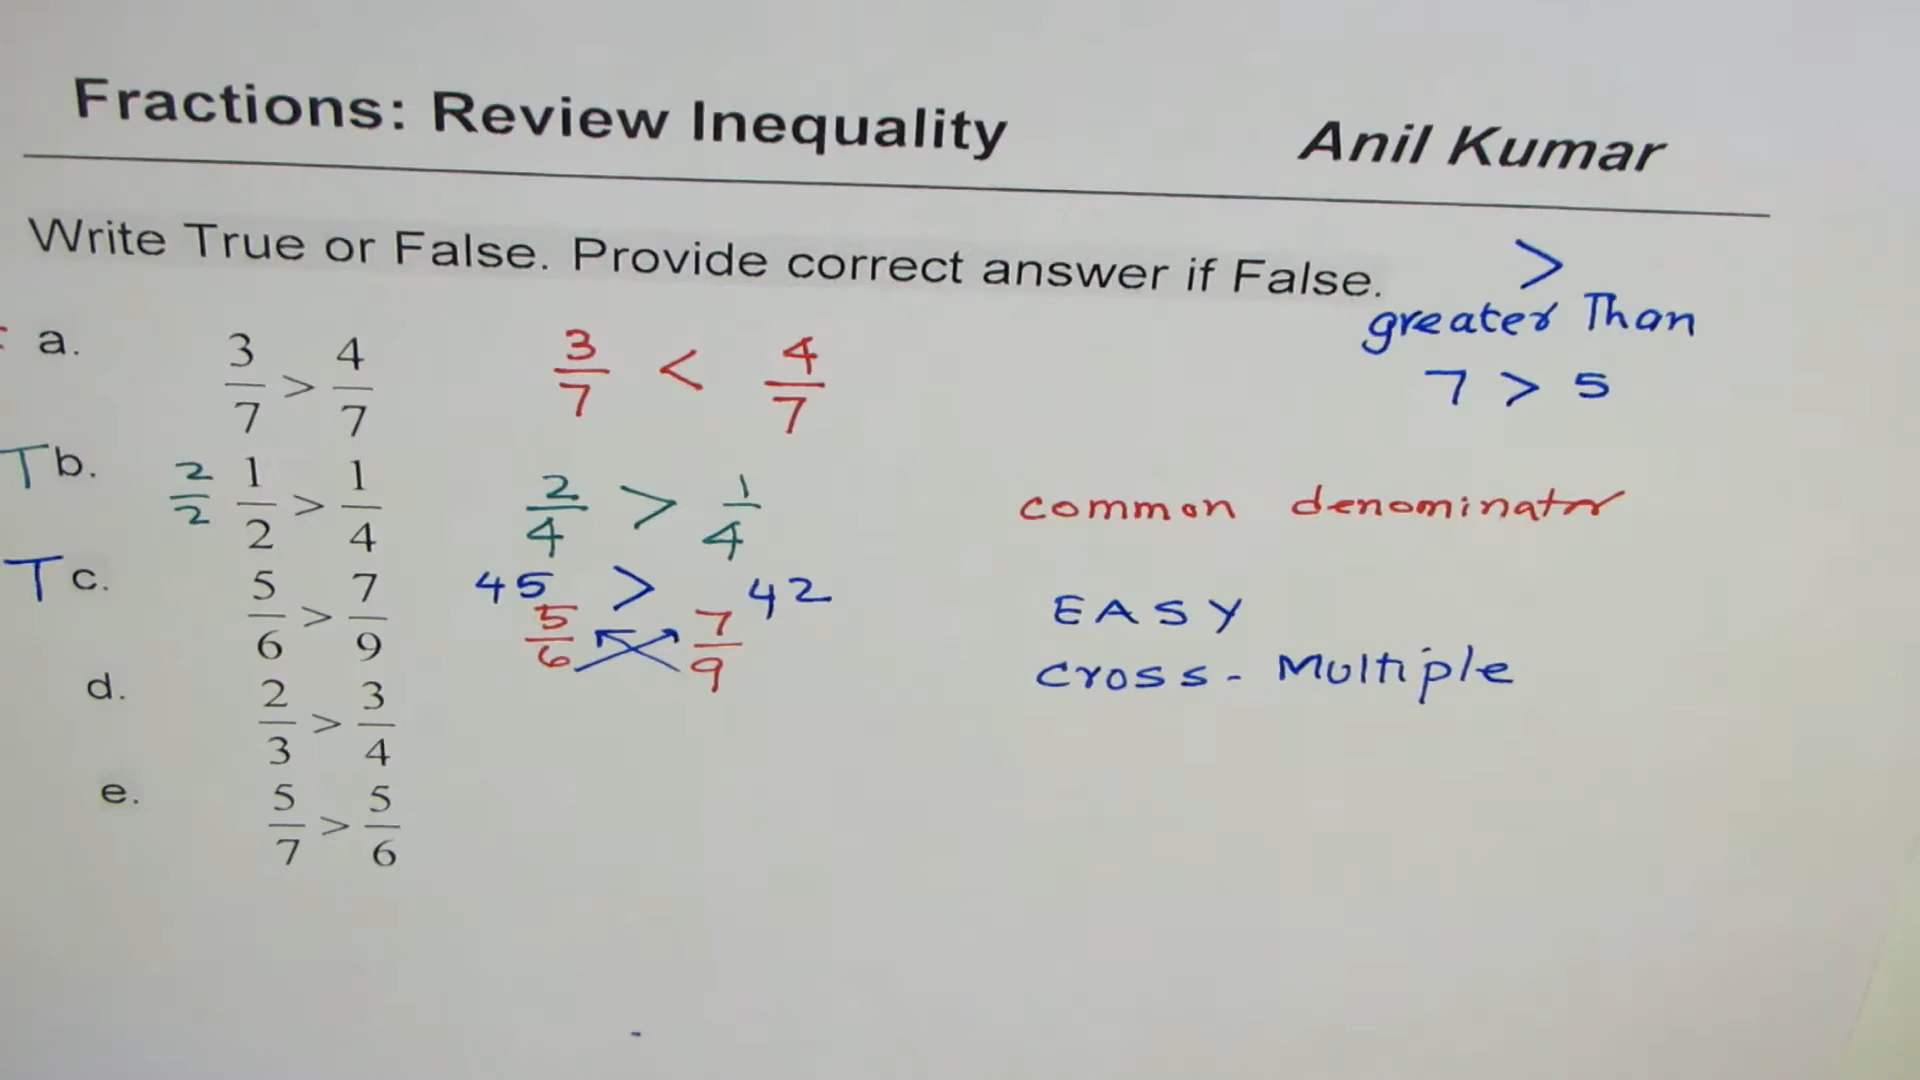 Fractions: Review Inequality Anil Kumar
Write True or False. Provide correct answer if False.
>
greater Than
7 > 5
a. 3/7 > 4/7 3/7 < 4/7
T b. 2/2 1/2 > 1/4 2/4 > 1/4
common denominator
T c. 5/6 > 7/9 45 > 42
5/6 7/9
EASY
cross - Multiple
d. 2/3 > 3/4
e. 5/7 > 5/6